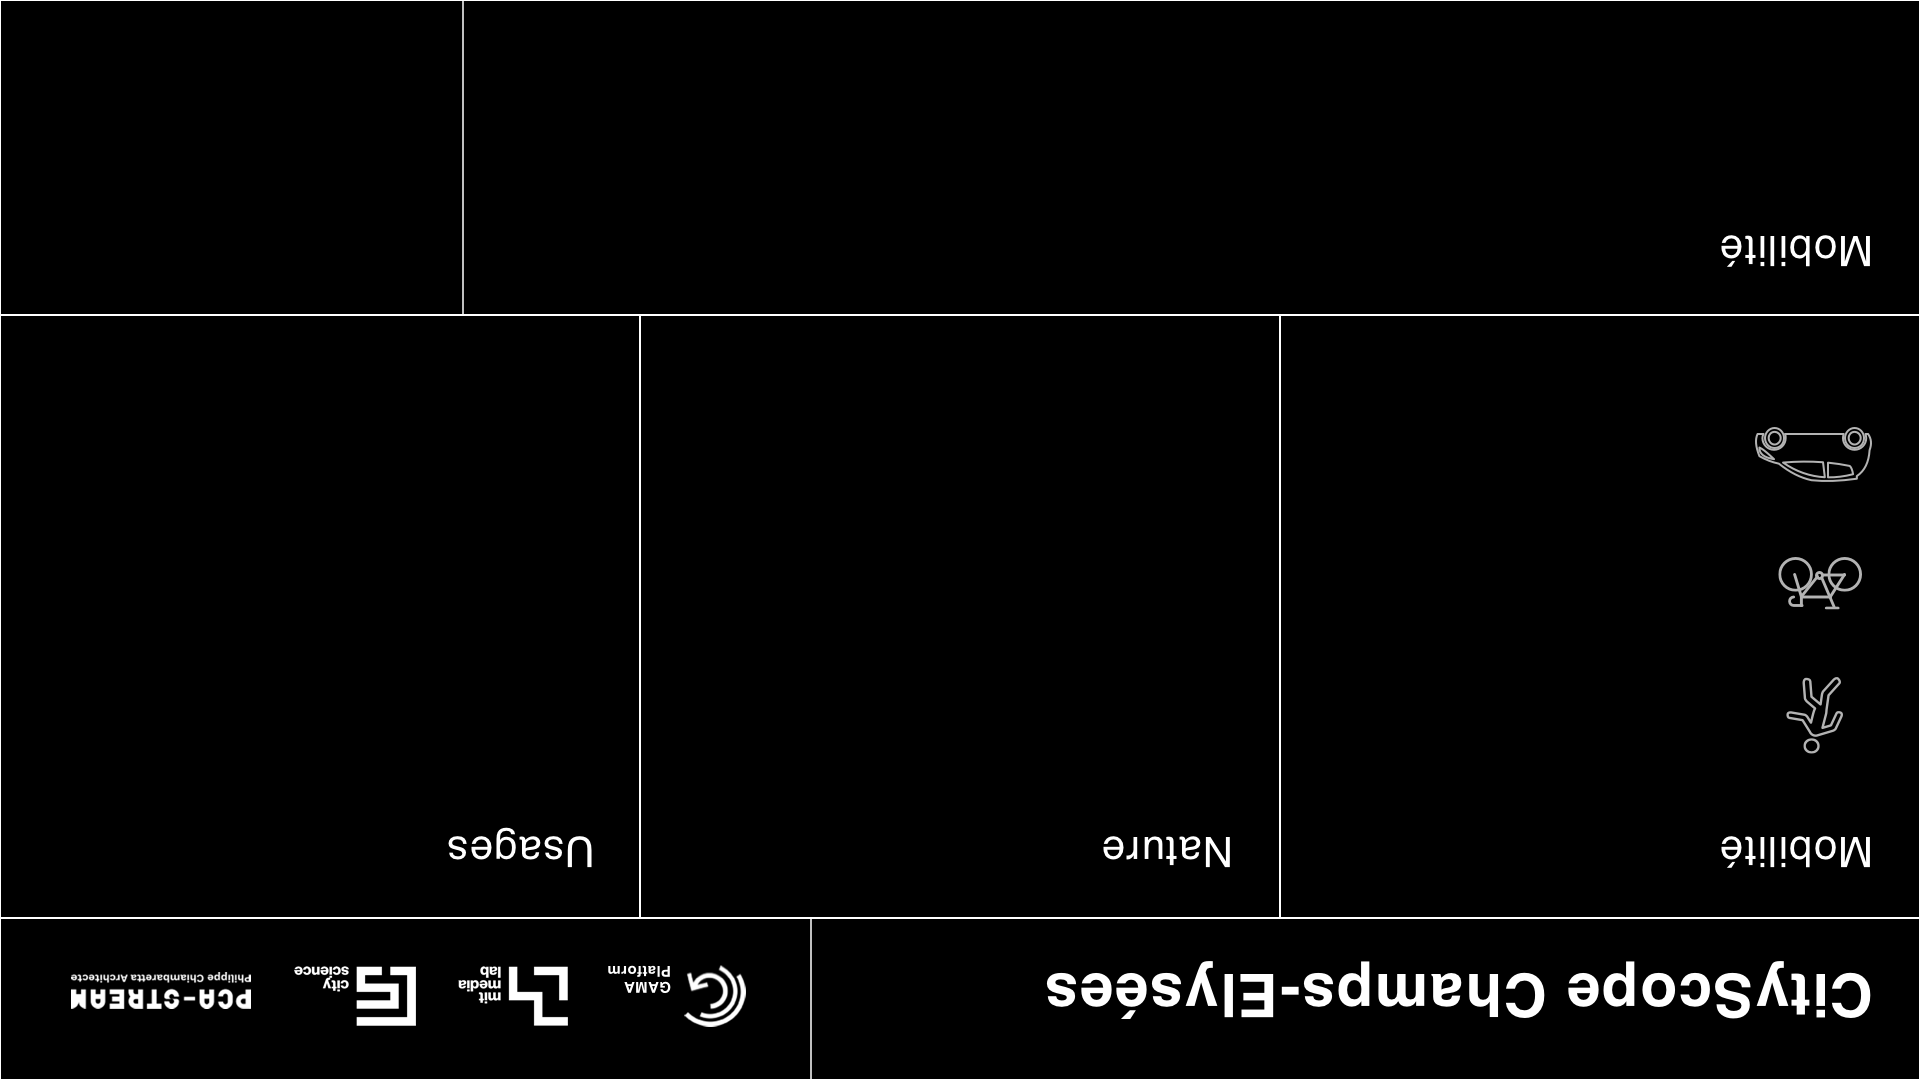 CityScope Champs-Elysées
GAMA
Platform
mit
media
lab
city
science
PCA-STREAM
Philippe Chiambaretta Architecte
Mobilité
Nature
Usages
Mobilité